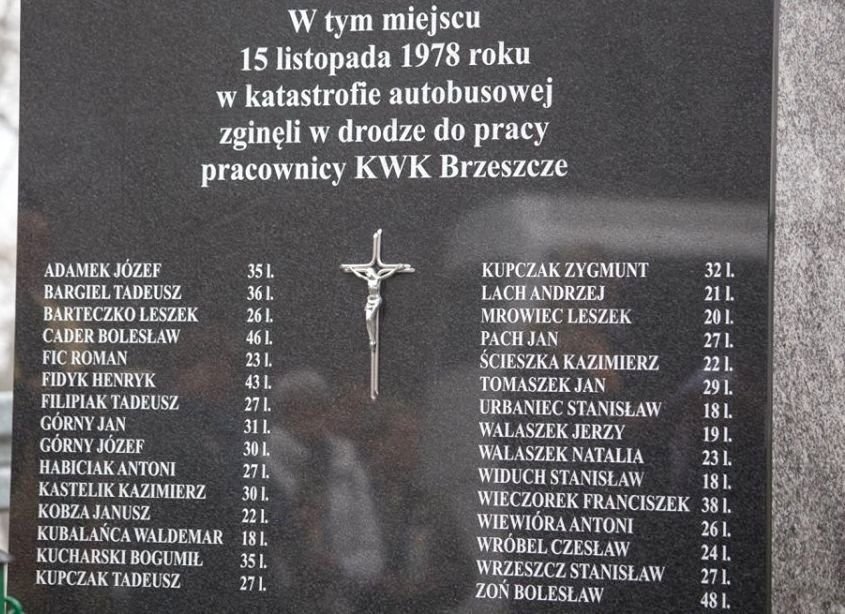 W tym miejscu
15 listopada 1978 roku
w katastrofie autobusowej
zginęli w drodze do pracy
pracownicy KWK Brzeszcze
ADAMEK JÓZEF 35 l.
BARGIEL TADEUSZ 36 l.
BARTECZKO LESZEK 26 l.
CADER BOLESŁAW 46 l.
FIC ROMAN 23 l.
FIDYK HENRYK 43 l.
FILIPIAK TADEUSZ 27 l.
GÓRNY JAN 31 l.
GÓRNY JÓZEF 30 l.
HABICIAK ANTONI 27 l.
KASTELIK KAZIMIERZ 30 l.
KOBZA JANUSZ 22 l.
KUBALAŃCA WALDEMAR 18 l.
KUCHARSKI BOGUMIŁ 35 l.
KUPCZAK TADEUSZ 27 l.
KUPCZAK ZYGMUNT 32 l.
LACH ANDRZEJ 21 l.
MROWIEC LESZEK 20 l.
PACH JAN 27 l.
ŚCIESZKA KAZIMIERZ 22 l.
TOMASZEK JAN 29 l.
URBANIEC STANISŁAW 18 l.
WALASZEK JERZY 19 l.
WALASZEK NATALIA 23 l.
WIDUCH STANISŁAW 18 l.
WIECZOREK FRANCISZEK 38 l.
WIEWIÓRA ANTONI 26 l.
WRÓBEL CZESŁAW 24 l.
WRZESZCZ STANISŁAW 27 l.
ZOŃ BOLESŁAW 48 l.